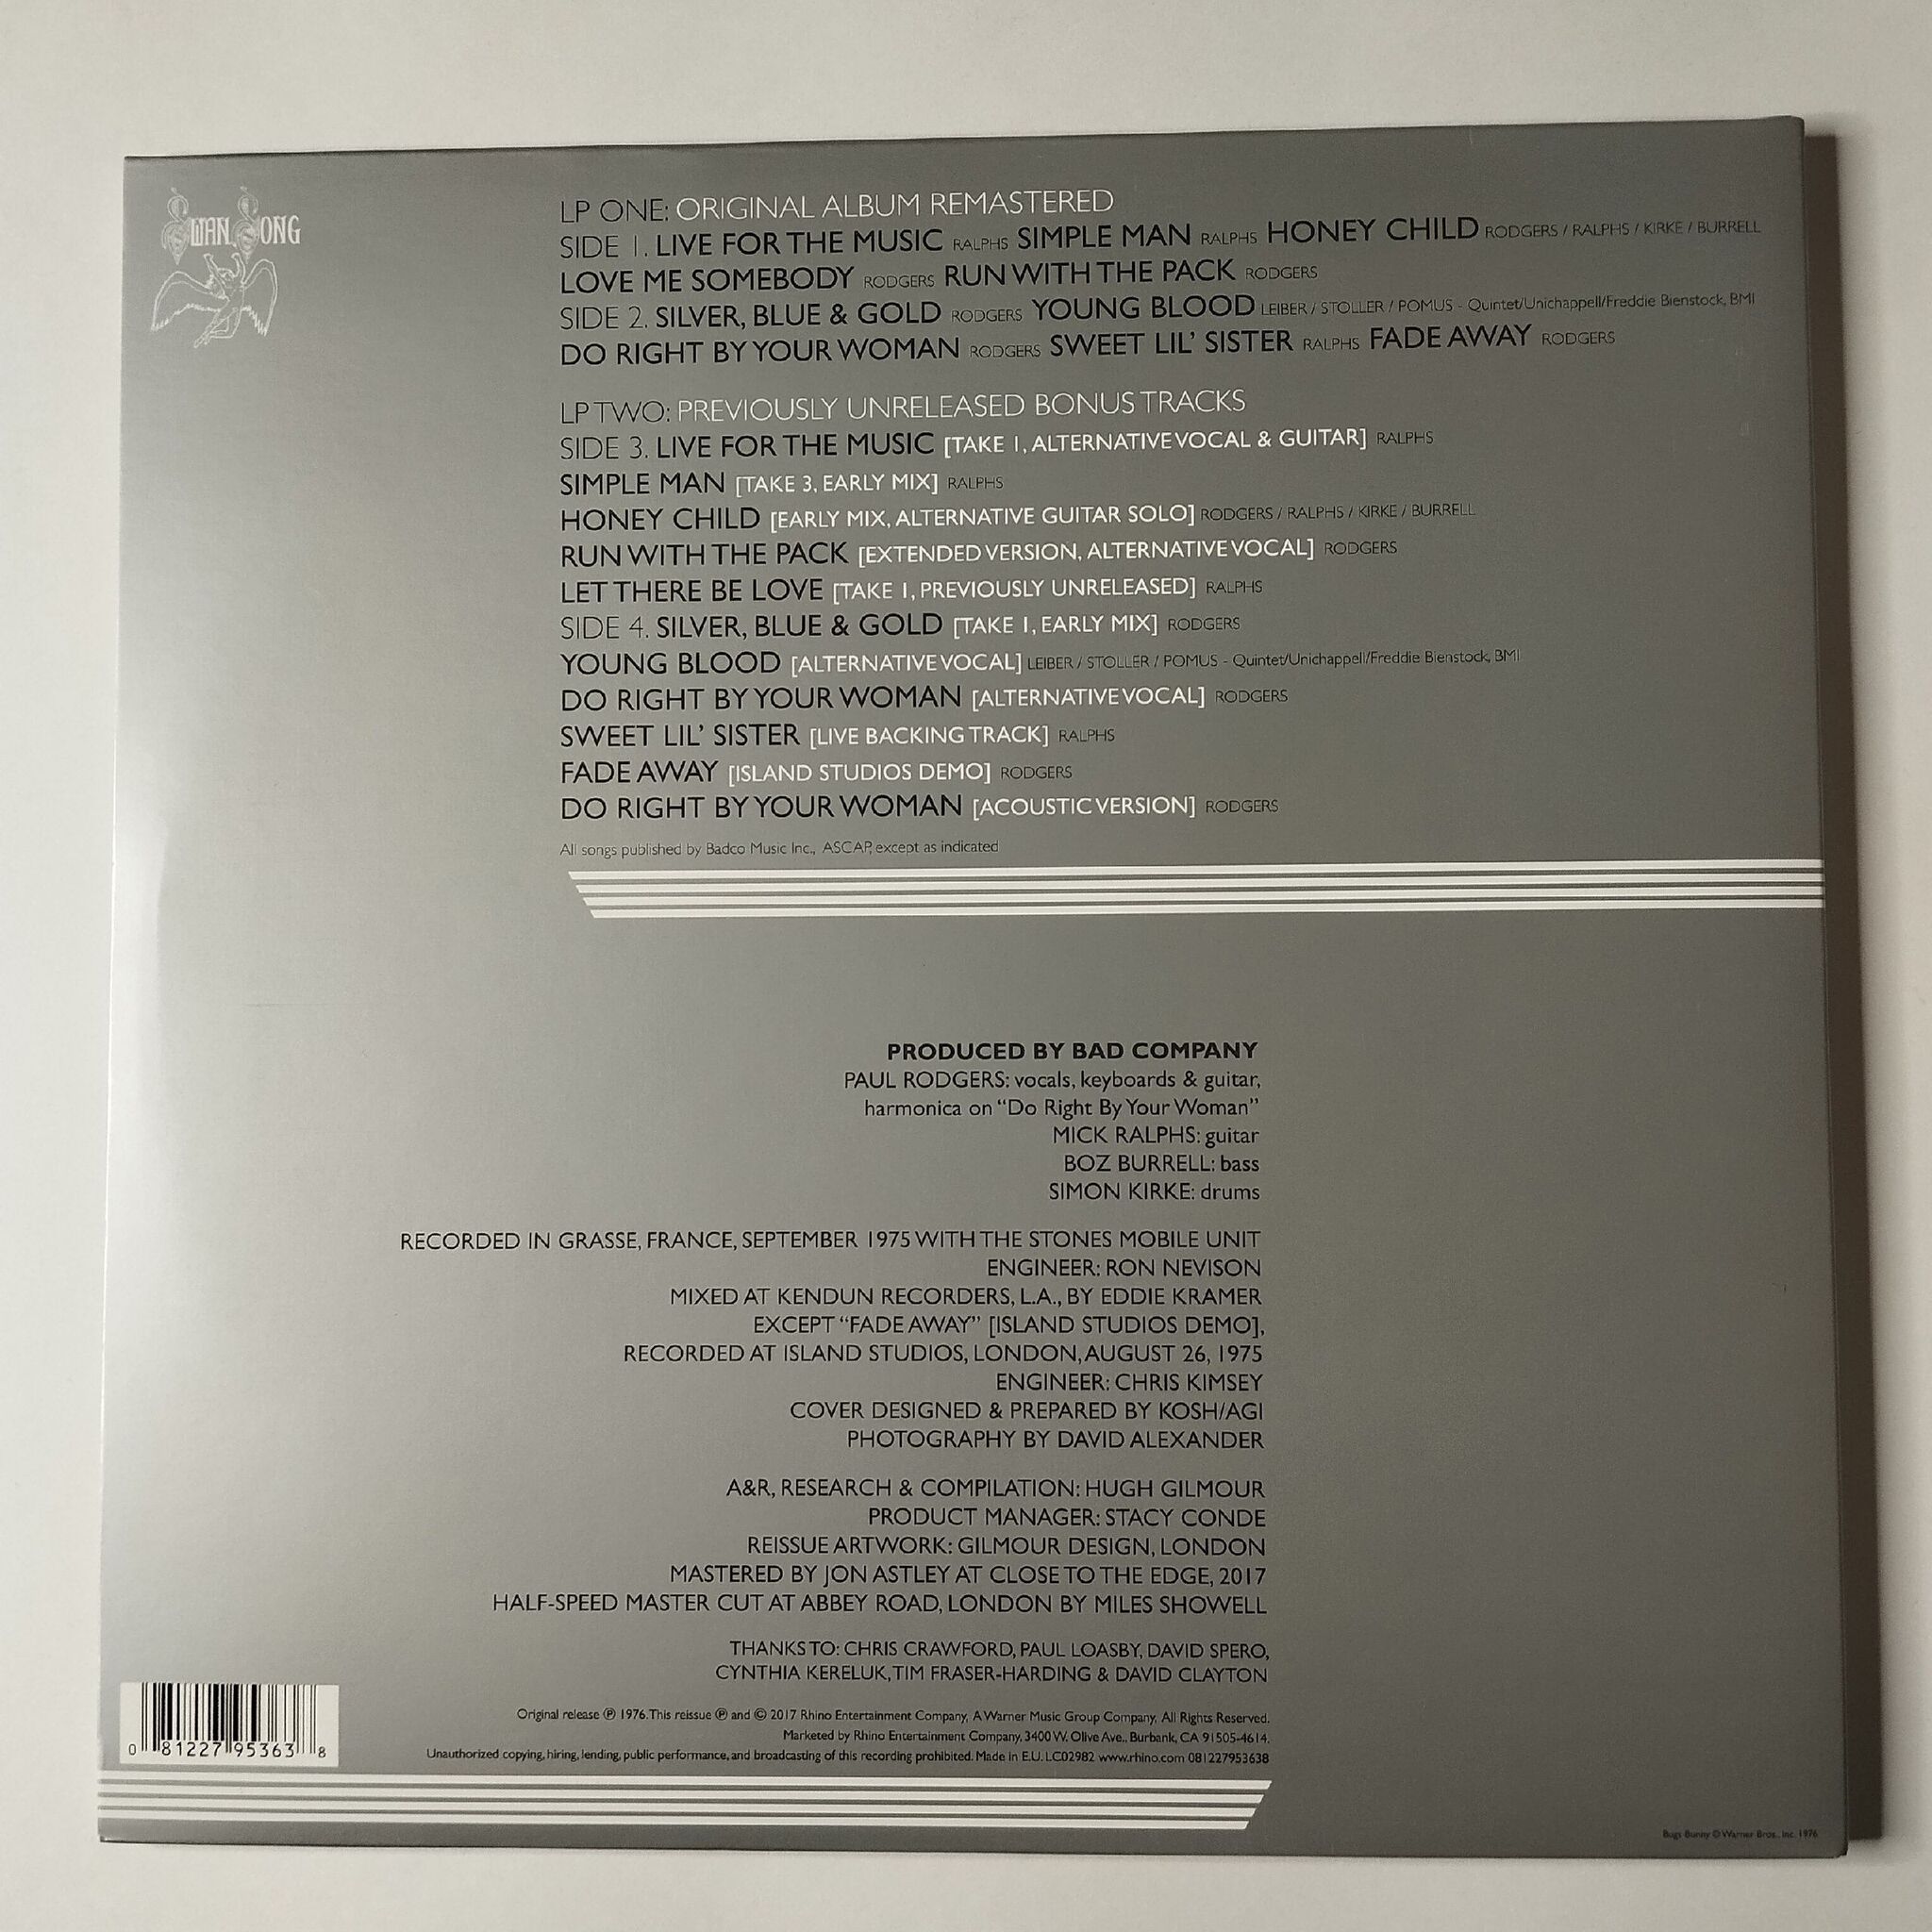 SWAN SONG
LP ONE: ORIGINAL ALBUM REMASTERED
SIDE 1. LIVE FOR THE MUSIC RALPHS SIMPLE MAN RALPHS HONEY CHILD RODGERS / RALPHS / KIRKE / BURRELL
LOVE ME SOMEBODY RODGERS RUN WITH THE PACK RODGERS
SIDE 2. SILVER, BLUE & GOLD RODGERS YOUNG BLOOD LEIBER / STOLLER / POMUS - Quintet/Unichappell/Freddie Bienstock, BMI
DO RIGHT BY YOUR WOMAN RODGERS SWEET LIL' SISTER RALPHS FADE AWAY RODGERS
LP TWO: PREVIOUSLY UNRELEASED BONUS TRACKS
SIDE 3. LIVE FOR THE MUSIC [TAKE 1, ALTERNATIVE VOCAL & GUITAR] RALPHS
SIMPLE MAN [TAKE 3, EARLY MIX] RALPHS
HONEY CHILD [EARLY MIX, ALTERNATIVE GUITAR SOLO] RODGERS / RALPHS / KIRKE / BURRELL
RUN WITH THE PACK [EXTENDED VERSION, ALTERNATIVE VOCAL] RODGERS
LET THERE BE LOVE [TAKE 1, PREVIOUSLY UNRELEASED] RALPHS
SIDE 4. SILVER, BLUE & GOLD [TAKE 1, EARLY MIX] RODGERS
YOUNG BLOOD [ALTERNATIVE VOCAL] LEIBER / STOLLER / POMUS - Quintet/Unichappell/Freddie Bienstock, BMI
DO RIGHT BY YOUR WOMAN [ALTERNATIVE VOCAL] RODGERS
SWEET LIL' SISTER [LIVE BACKING TRACK] RALPHS
FADE AWAY [ISLAND STUDIOS DEMO] RODGERS
DO RIGHT BY YOUR WOMAN [ACOUSTIC VERSION] RODGERS
All songs published by Badco Music Inc., ASCAP, except as indicated
PRODUCED BY BAD COMPANY
PAUL RODGERS: vocals, keyboards & guitar,
harmonica on "Do Right By Your Woman"
MICK RALPHS: guitar
BOZ BURRELL: bass
SIMON KIRKE: drums
RECORDED IN GRASSE, FRANCE, SEPTEMBER 1975 WITH THE STONES MOBILE UNIT
ENGINEER: RON NEVISON
MIXED AT KENDUN RECORDERS, L.A., BY EDDIE KRAMER
EXCEPT "FADE AWAY" [ISLAND STUDIOS DEMO],
RECORDED AT ISLAND STUDIOS, LONDON, AUGUST 26, 1975
ENGINEER: CHRIS KIMSEY
COVER DESIGNED & PREPARED BY KOSH/AGI
PHOTOGRAPHY BY DAVID ALEXANDER
A&R, RESEARCH & COMPILATION: HUGH GILMOUR
PRODUCT MANAGER: STACY CONDE
REISSUE ARTWORK: GILMOUR DESIGN, LONDON
MASTERED BY JON ASTLEY AT CLOSE TO THE EDGE, 2017
HALF-SPEED MASTER CUT AT ABBEY ROAD, LONDON BY MILES SHOWELL
THANKS TO: CHRIS CRAWFORD, PAUL LOASBY, DAVID SPERO,
CYNTHIA KERELUK, TIM FRASER-HARDING & DAVID CLAYTON
Original release ℗ 1976. This reissue ℗ and © 2017 Rhino Entertainment Company, A Warner Music Group Company. All Rights Reserved.
Marketed by Rhino Entertainment Company, 3400 W. Olive Ave., Burbank, CA 91505-4614.
Unauthorized copying, hiring, lending, public performance, and broadcasting of this recording prohibited. Made in E.U. LC02982 www.rhino.com 081227953638
0 81227 95363 8
Bugs Bunny © Warner Bros., Inc. 1976